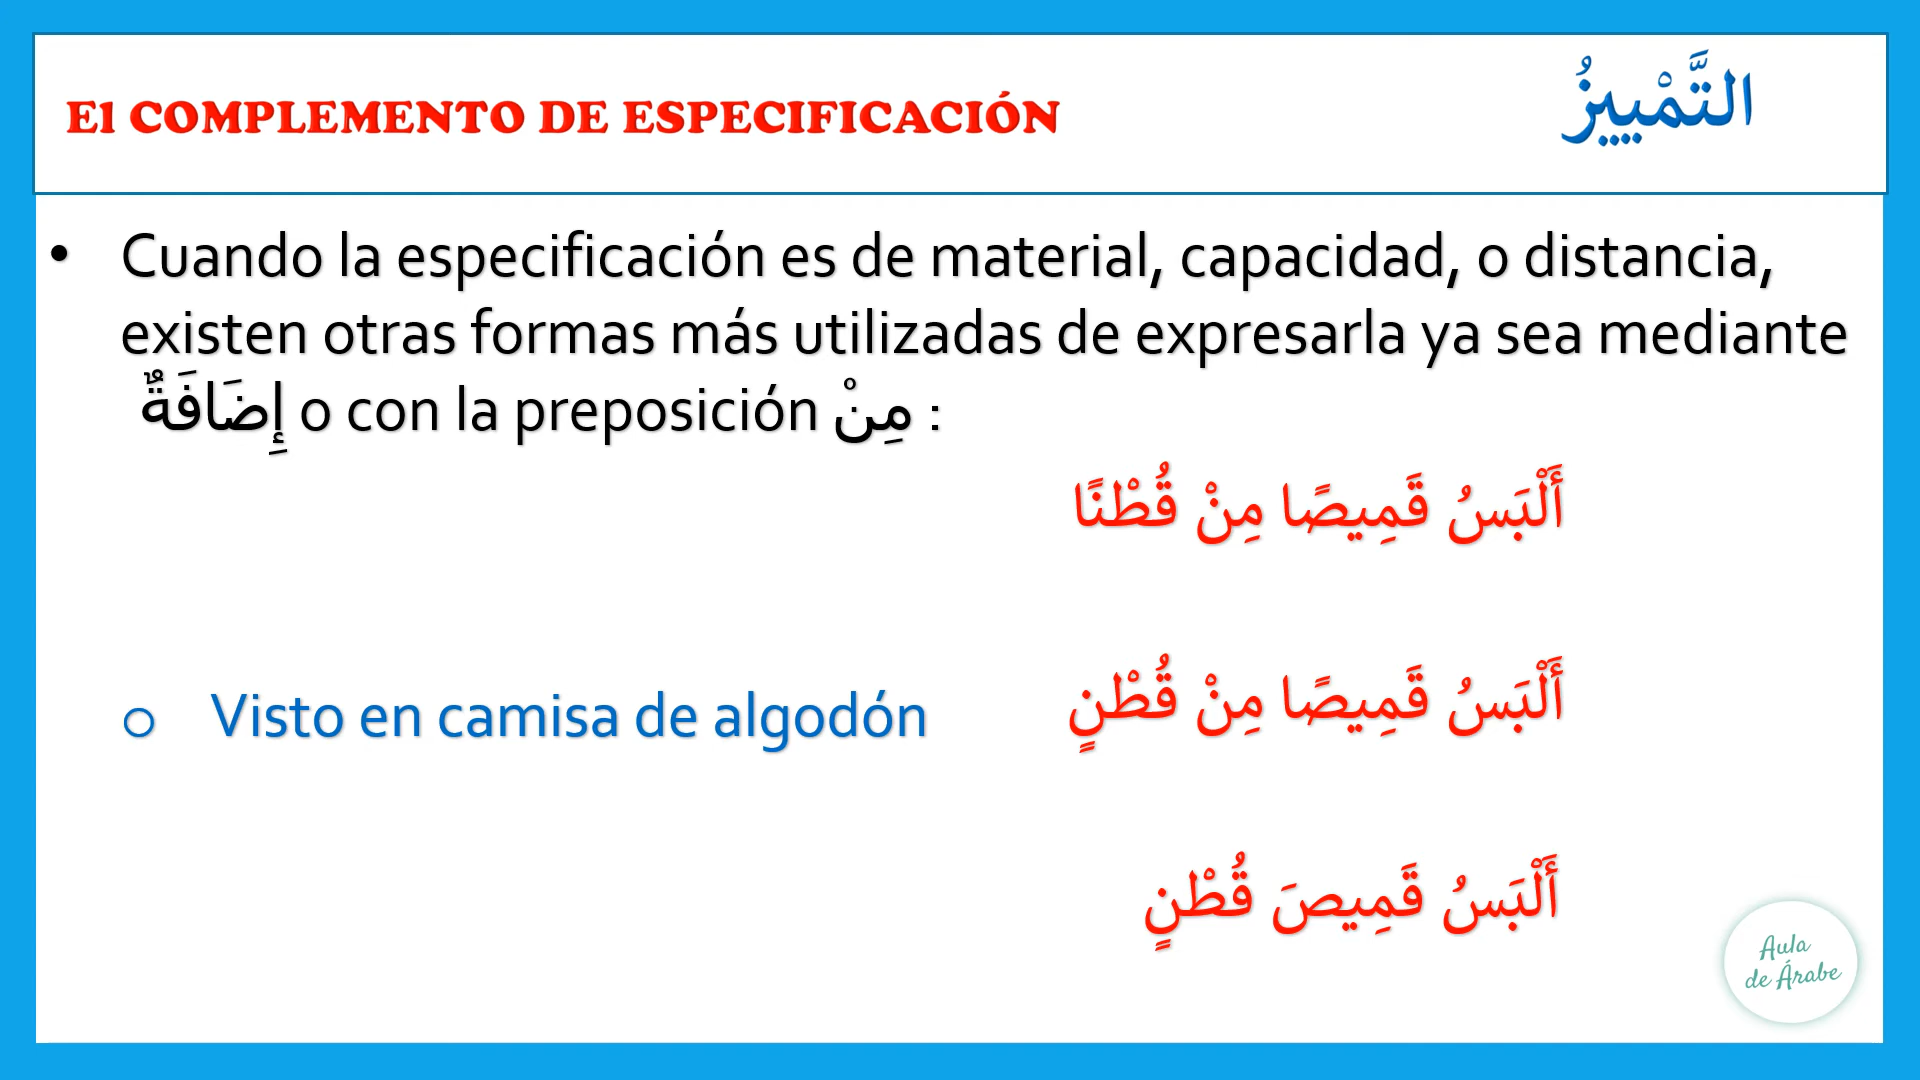 El COMPLEMENTO DE ESPECIFICACIÓN
التَّمْيِيزُ
• Cuando la especificación es de material, capacidad, o distancia,
existen otras formas más utilizadas de expresarla ya sea mediante
إِضَافَةٌ o con la preposición مِنْ :
أَلْبَسُ قَمِيصًا مِنْ قُطْنًا
o Visto en camisa de algodón
أَلْبَسُ قَمِيصًا مِنْ قُطْنٍ
أَلْبَسُ قَمِيصَ قُطْنٍ
Aula
de Árabe